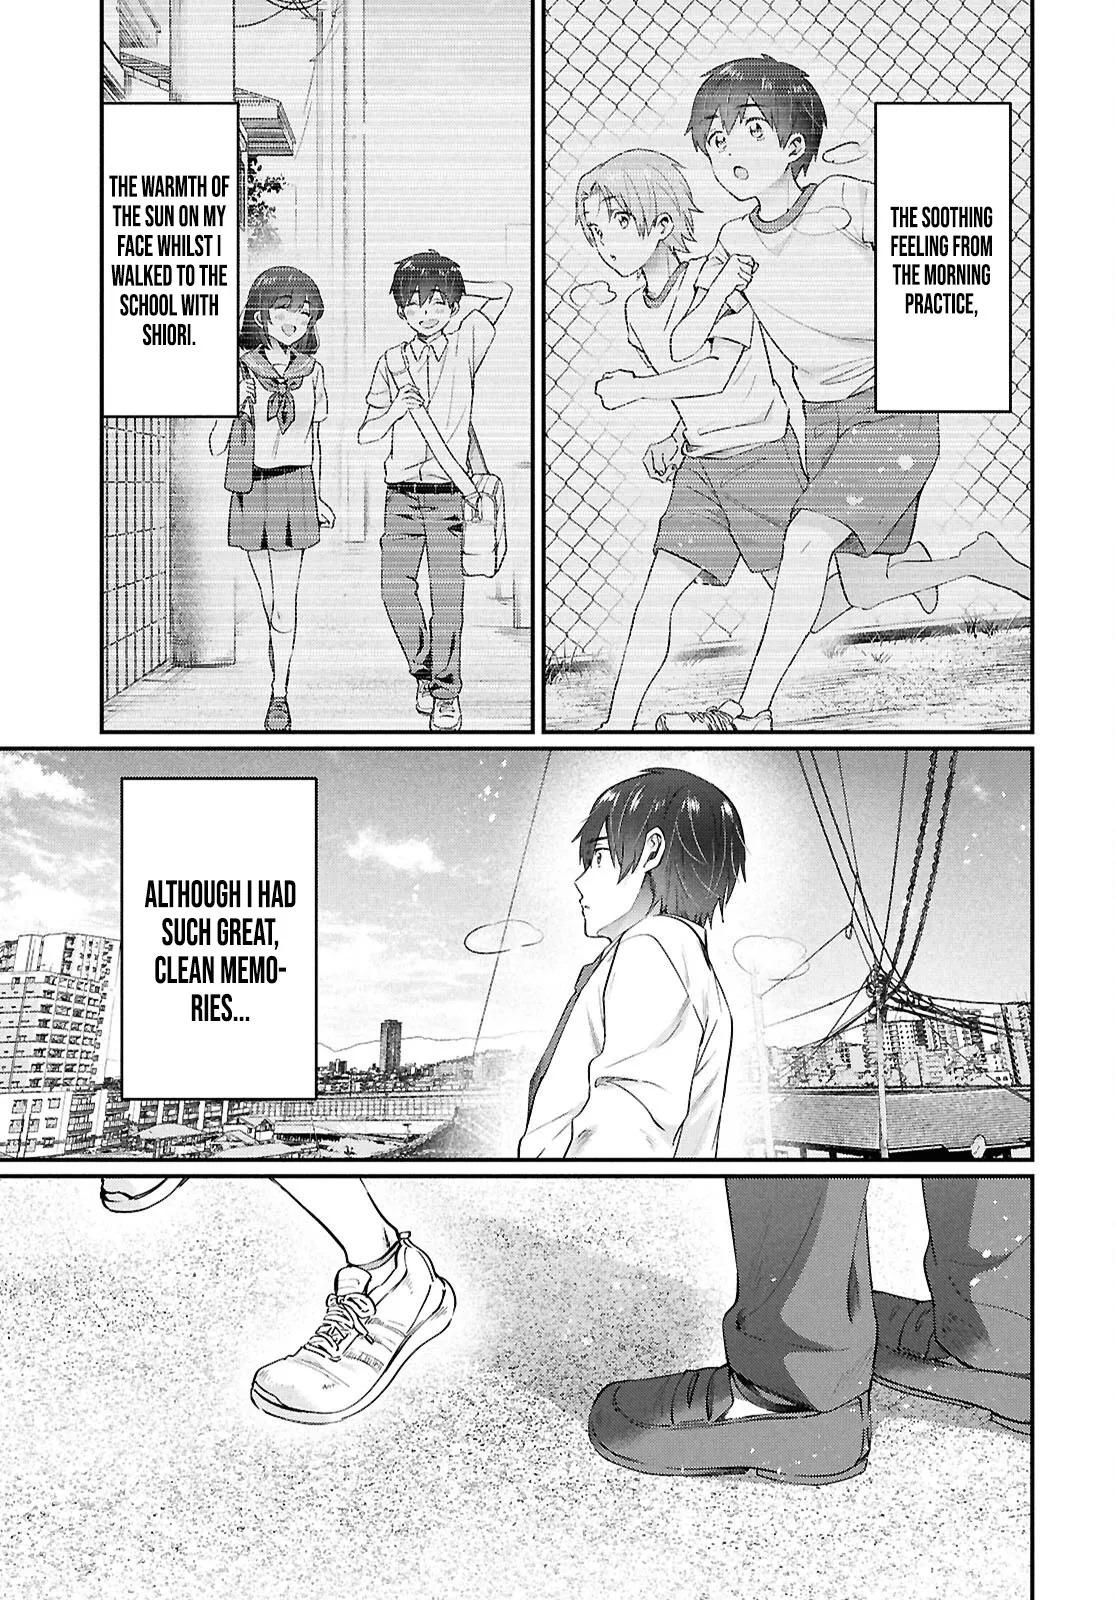 THE SOOTHING
FEELING FROM
THE MORNING
PRACTICE,
THE WARMTH OF
THE SUN ON MY
FACE WHILST I
WALKED TO THE
SCHOOL WITH
SHIORI.
ALTHOUGH I HAD
SUCH GREAT,
CLEAN MEMO-
RIES...